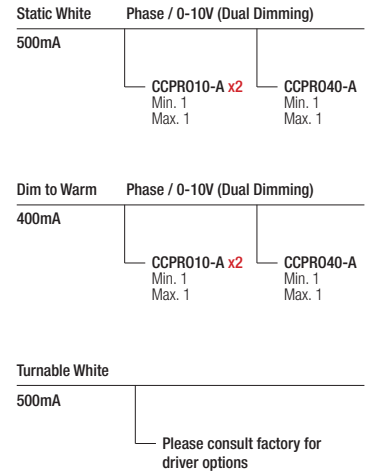 Static White Phase / 0-10V (Dual Dimming)
500mA
CCPRO10-A x2 CCPRO40-A
Min. 1 Min. 1
Max. 1 Max. 1
Dim to Warm Phase / 0-10V (Dual Dimming)
400mA
CCPRO10-A x2 CCPRO40-A
Min. 1 Min. 1
Max. 1 Max. 1
Turnable White
500mA
Please consult factory for
driver options